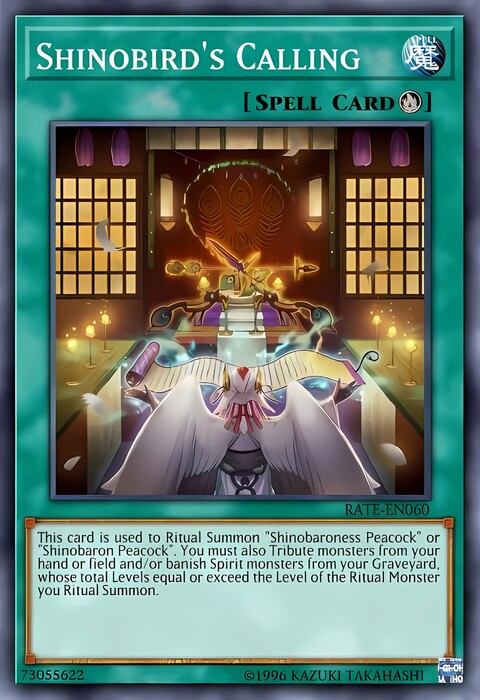 SHINOBIRD'S CALLING
魔
[SPELL CARD]
RATE-EN060
This card is used to Ritual Summon "Shinobaroness Peacock" or
"Shinobaron Peacock". You must also Tribute monsters from your
hand or field and/or banish Spirit monsters from your Graveyard,
whose total Levels equal or exceed the Level of the Ritual Monster
you Ritual Summon.
73055622
©1996 KAZUKI TAKAHASHI